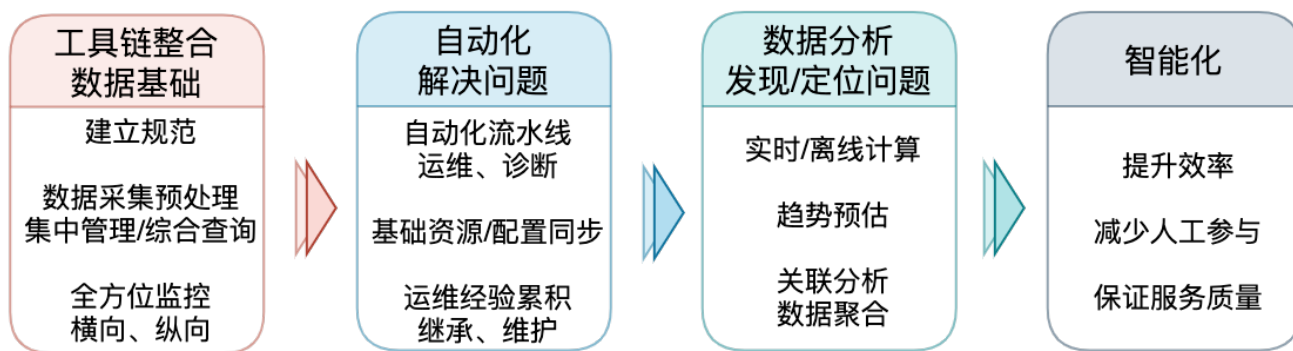 工具链整合
数据基础
建立规范
数据采集预处理
集中管理/综合查询
全方位监控
横向、纵向
自动化
解决问题
自动化流水线
运维、诊断
基础资源/配置同步
运维经验累积
继承、维护
数据分析
发现/定位问题
实时/离线计算
趋势预估
关联分析
数据聚合
智能化
提升效率
减少人工参与
保证服务质量